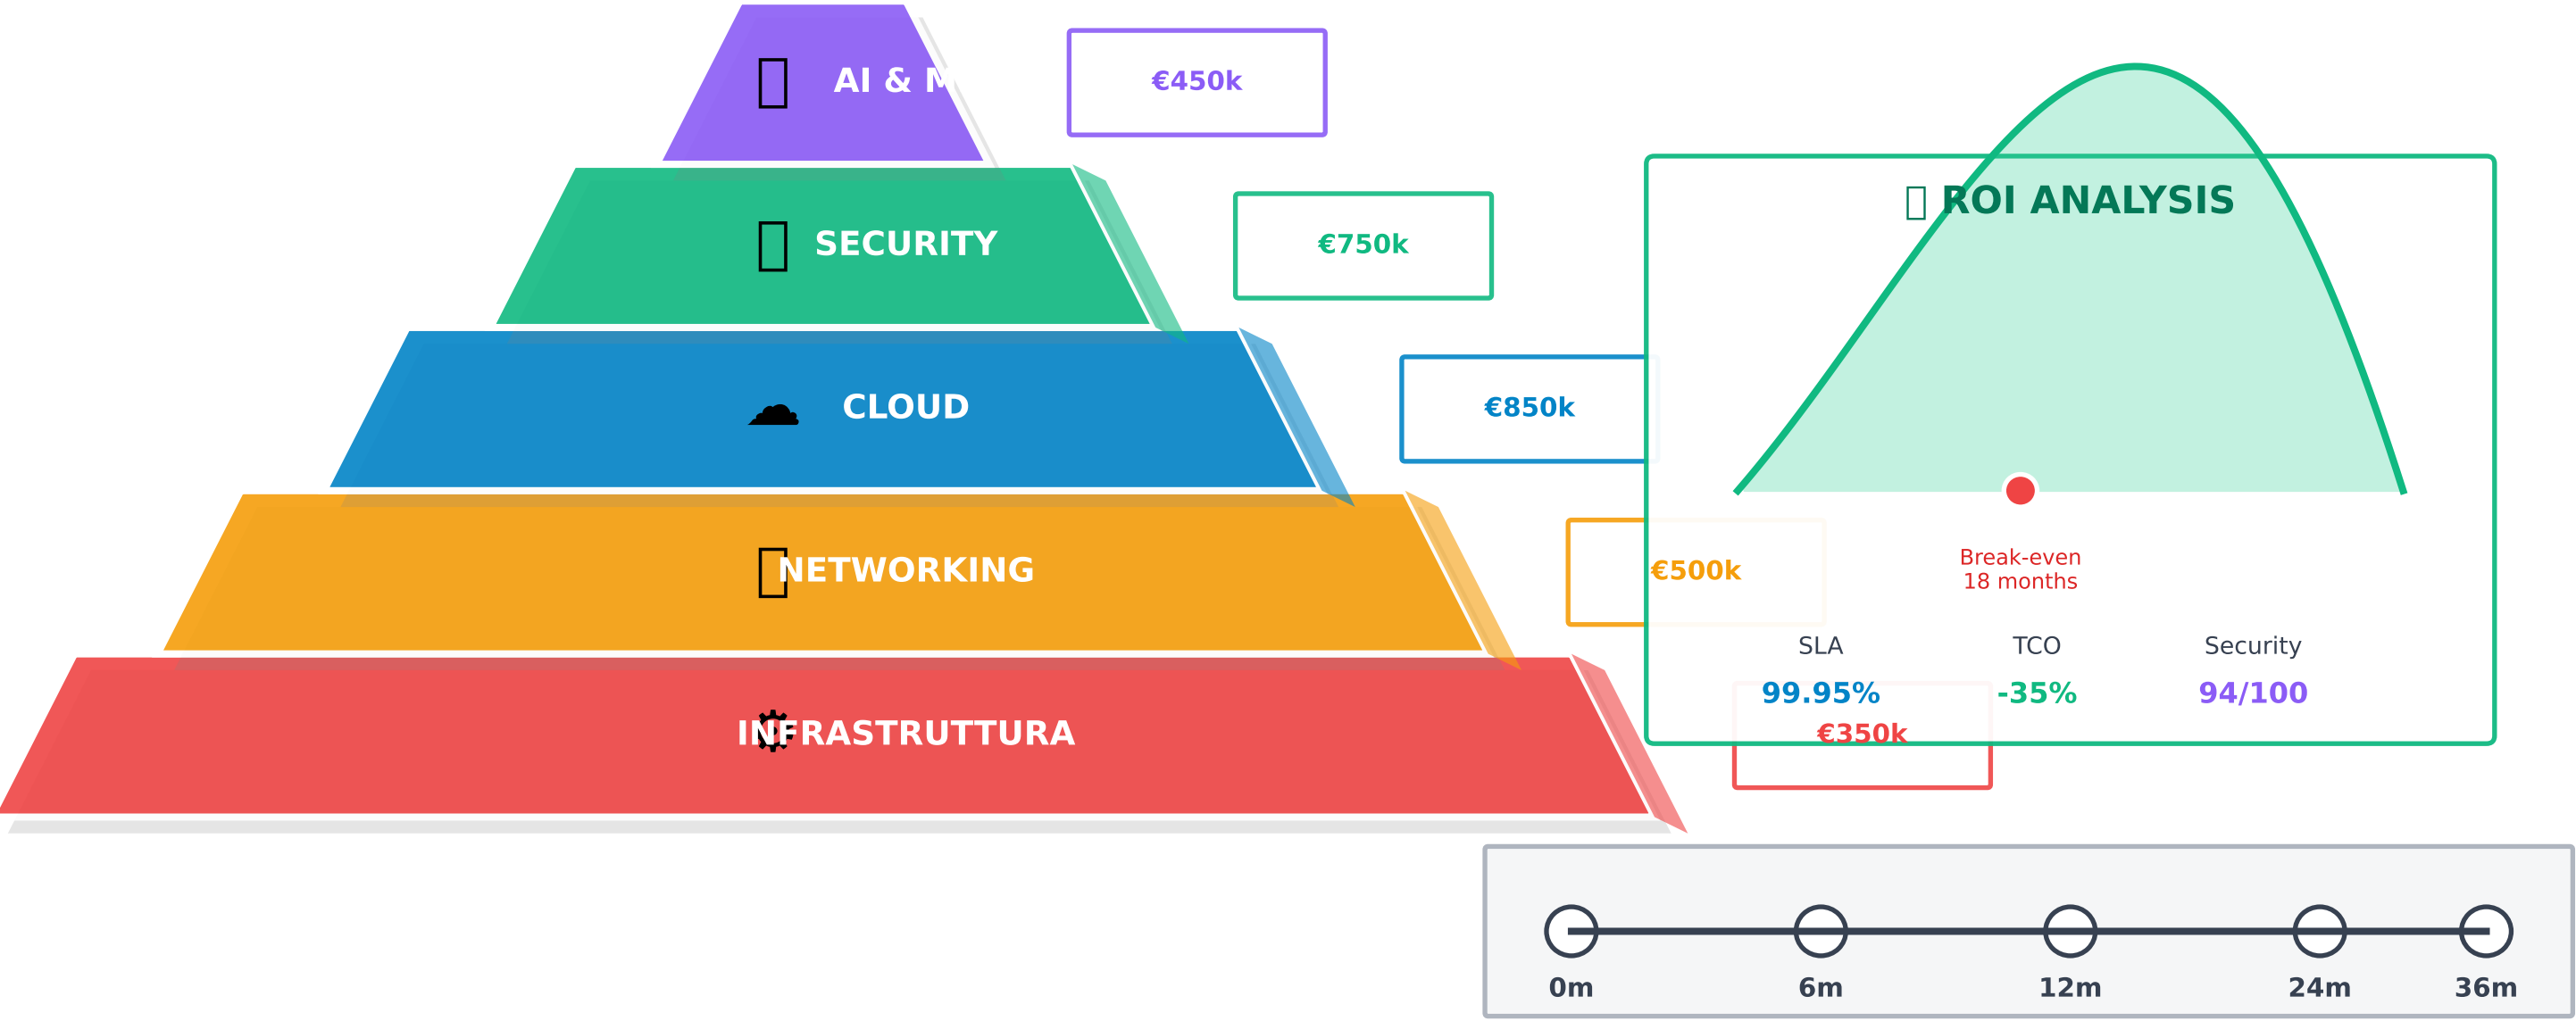 AI & M
€450k
SECURITY
€750k
CLOUD
€850k
NETWORKING
€500k
INFRASTRUTTURA
€350k
ROI ANALYSIS
Break-even
18 months
SLA TCO Security
99.95% -35% 94/100
0m 6m 12m 24m 36m